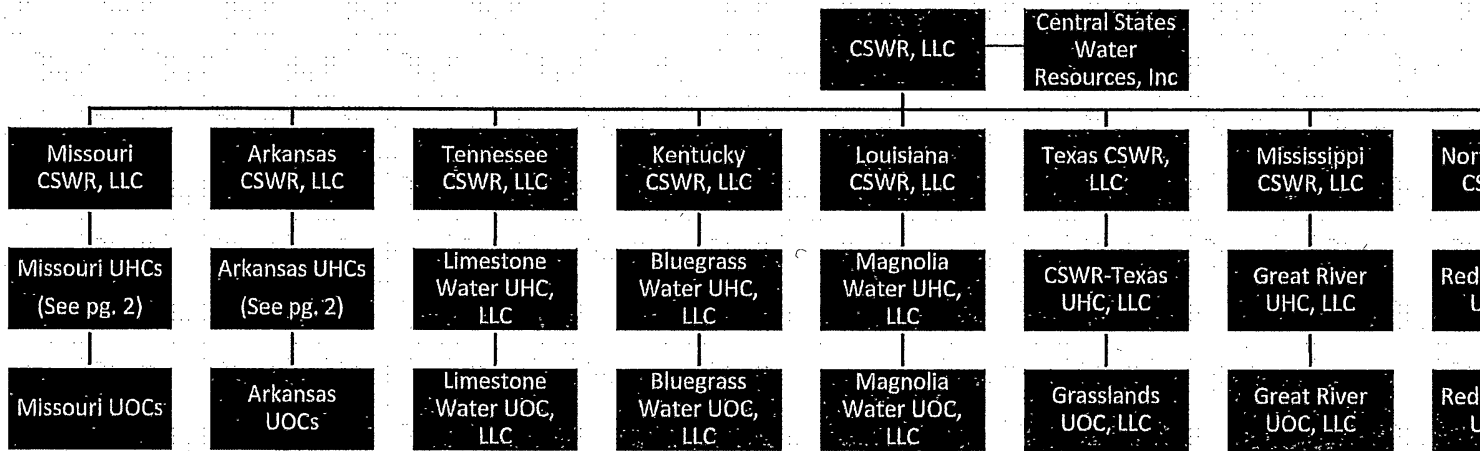 CSWR, LLC
Central States
Water
Resources, Inc
Missouri
CSWR, LLC
Arkansas
CSWR, LLC
Tennessee
CSWR, LLC
Kentucky
CSWR, LLC
Louisiana
CSWR, LLC
Texas CSWR,
LLC
Mississippi
CSWR, LLC
Missouri UHCs
(See pg. 2)
Arkansas UHCs
(See pg. 2)
Limestone
Water UHC,
LLC
Bluegrass
Water UHC,
LLC
Magnolia
Water UHC,
LLC
CSWR-Texas
UHC, LLC
Great River
UHC, LLC
Red
Missouri UOCs
Arkansas
UOCs
Limestone
Water UOC,
LLC
Bluegrass
Water UOC,
LLC
Magnolia
Water UOC,
LLC
Grasslands
UOC, LLC
Great River
UOC, LLC
Red